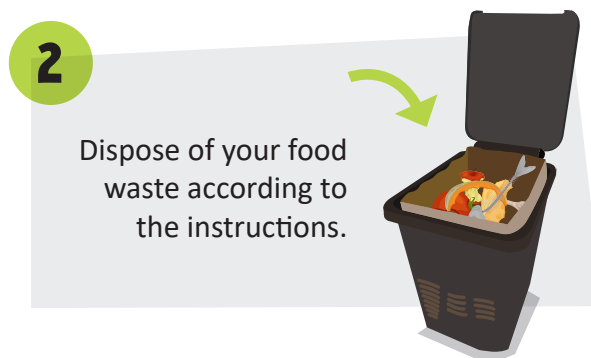 2
Dispose of your food
waste according to
the instructions.